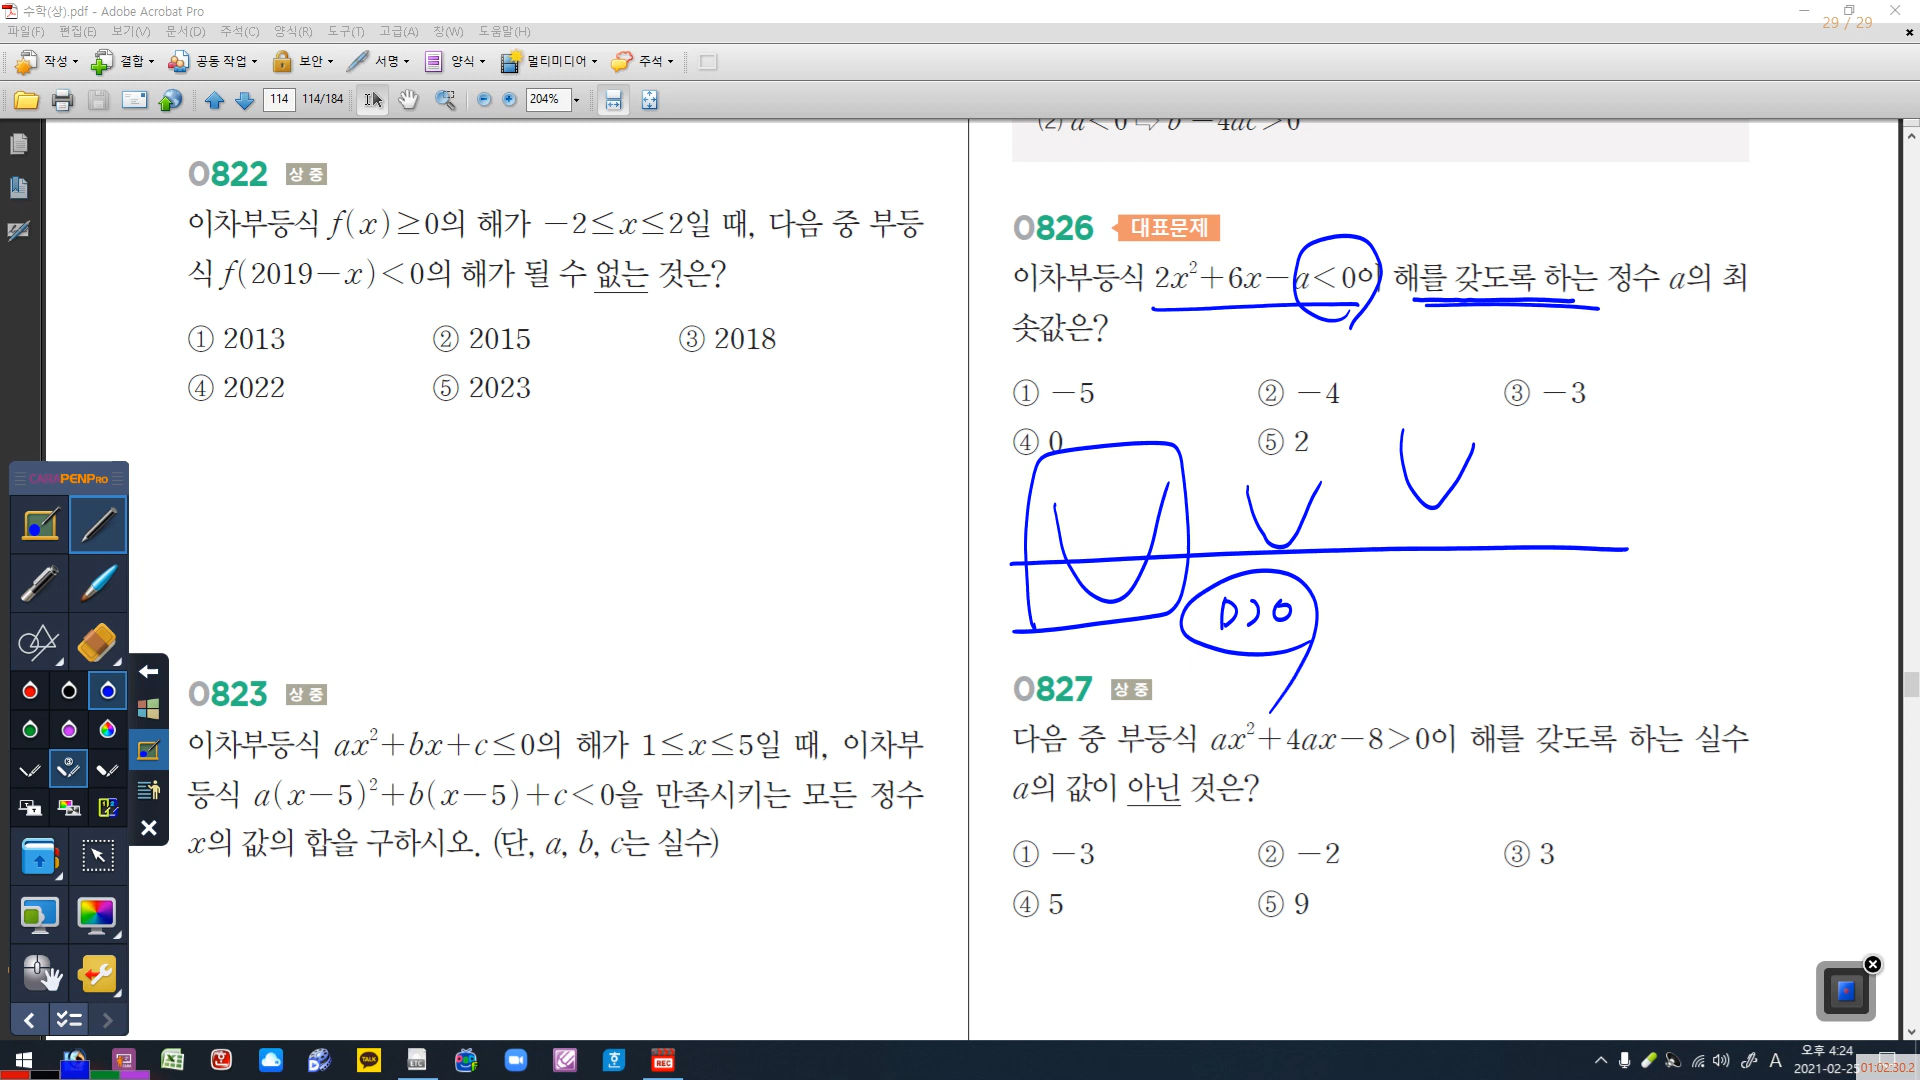 수학(상).pdf - Adobe Acrobat Pro
29 / 29
파일(F) 편집(E) 보기(V) 문서(D) 주석(C) 양식(R) 도구(T) 고급(A) 창(W) 도움말(H)
작성 결합 공동 작업 보안 서명 양식 멀티미디어 주석
114 114/184 204%
0822 상 중
이차부등식 f(x)≥0의 해가 −2≤x≤2일 때, 다음 중 부등
식 f(2019−x)<0의 해가 될 수 없는 것은?
① 2013 ② 2015 ③ 2018
④ 2022 ⑤ 2023
0823 상 중
이차부등식 ax²+bx+c≤0의 해가 1≤x≤5일 때, 이차부
등식 a(x−5)²+b(x−5)+c<0을 만족시키는 모든 정수
x의 값의 합을 구하시오. (단, a, b, c는 실수)
(2) a<0 ⇨ b²−4ac>0
0826 대표문제
이차부등식 2x²+6x−a<0이 해를 갖도록 하는 정수 a의 최
솟값은?
① −5 ② −4 ③ −3
④ 0 ⑤ 2
D>0
0827 상 중
다음 중 부등식 ax²+4ax−8>0이 해를 갖도록 하는 실수
a의 값이 아닌 것은?
① −3 ② −2 ③ 3
④ 5 ⑤ 9
CARAPENPRO
TALK
REC
A
오후 4:24
2021-02-25
01:02:30.2